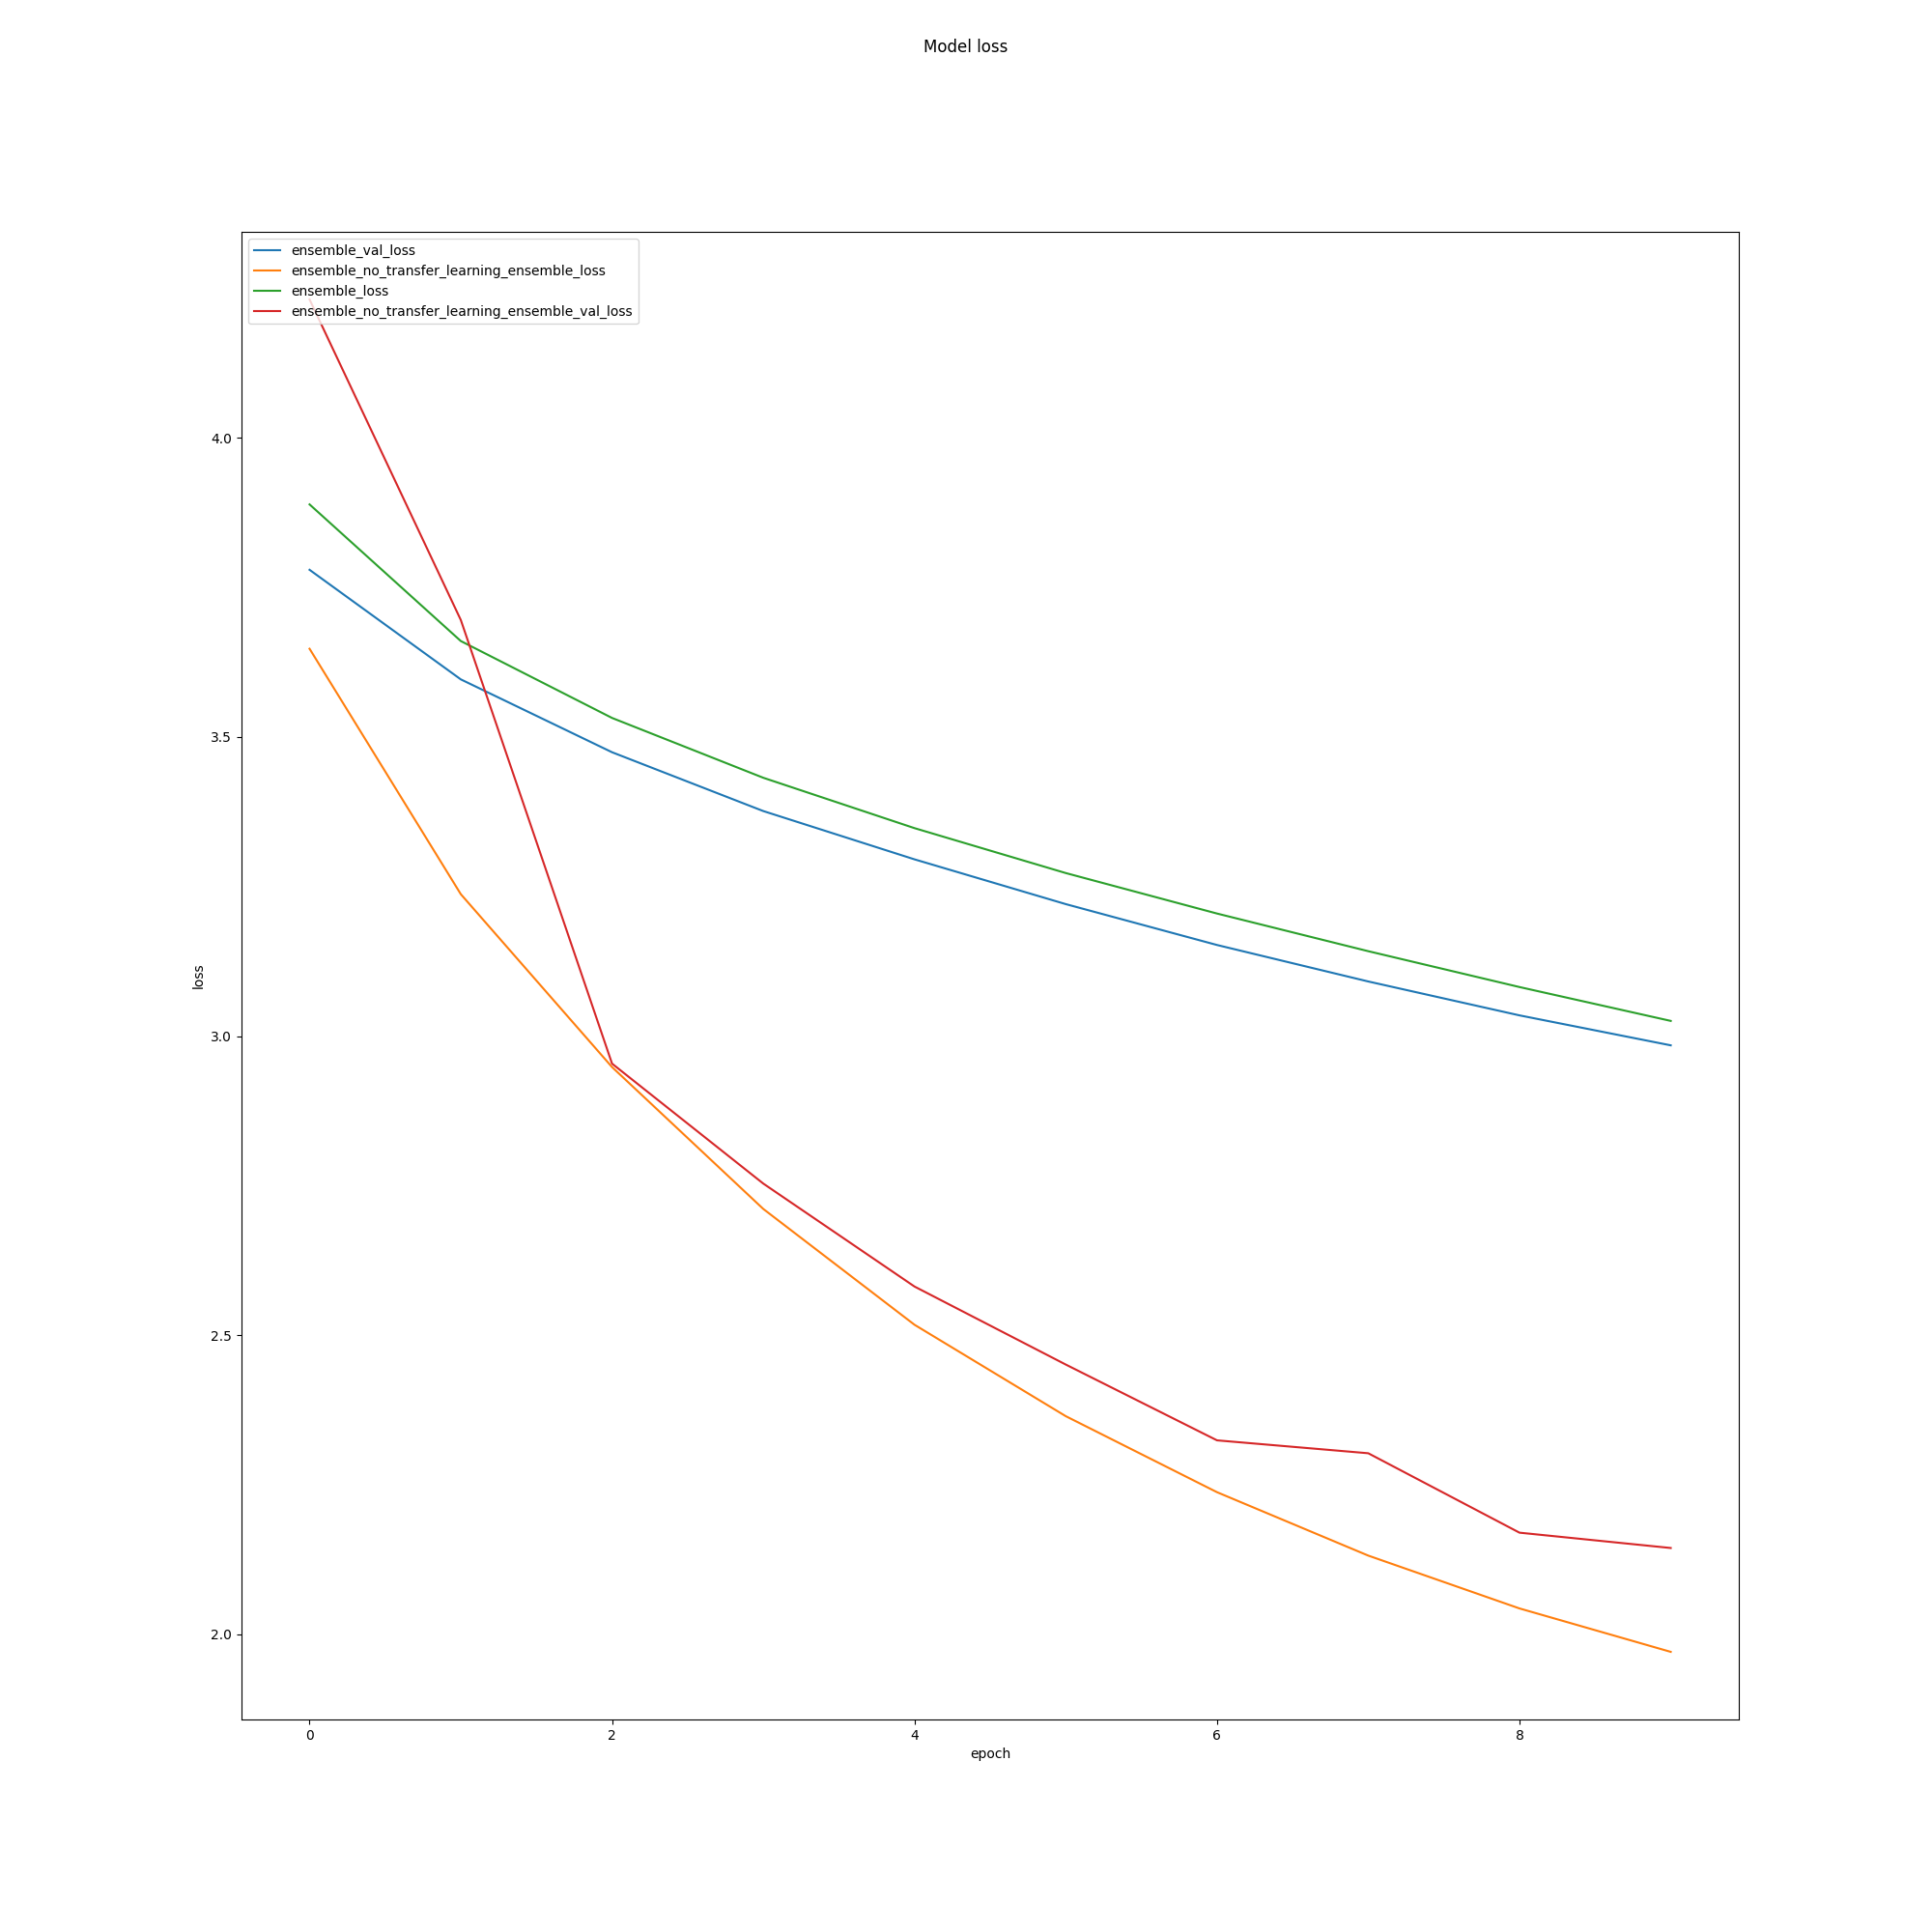 Model loss
ensemble_val_loss
ensemble_no_transfer_learning_ensemble_loss
ensemble_loss
ensemble_no_transfer_learning_ensemble_val_loss
4.0
3.5
3.0
2.5
2.0
loss
0 2 4 6 8
epoch